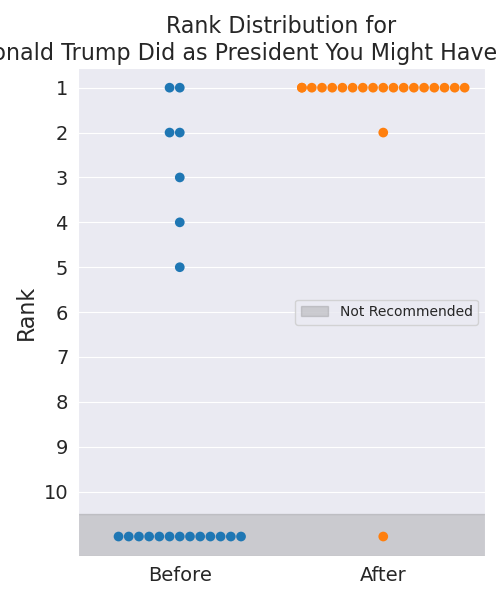 Rank Distribution for
onald Trump Did as President You Might Have
1
2
3
4
5
6
7
8
9
10
Rank
Not Recommended
Before
After